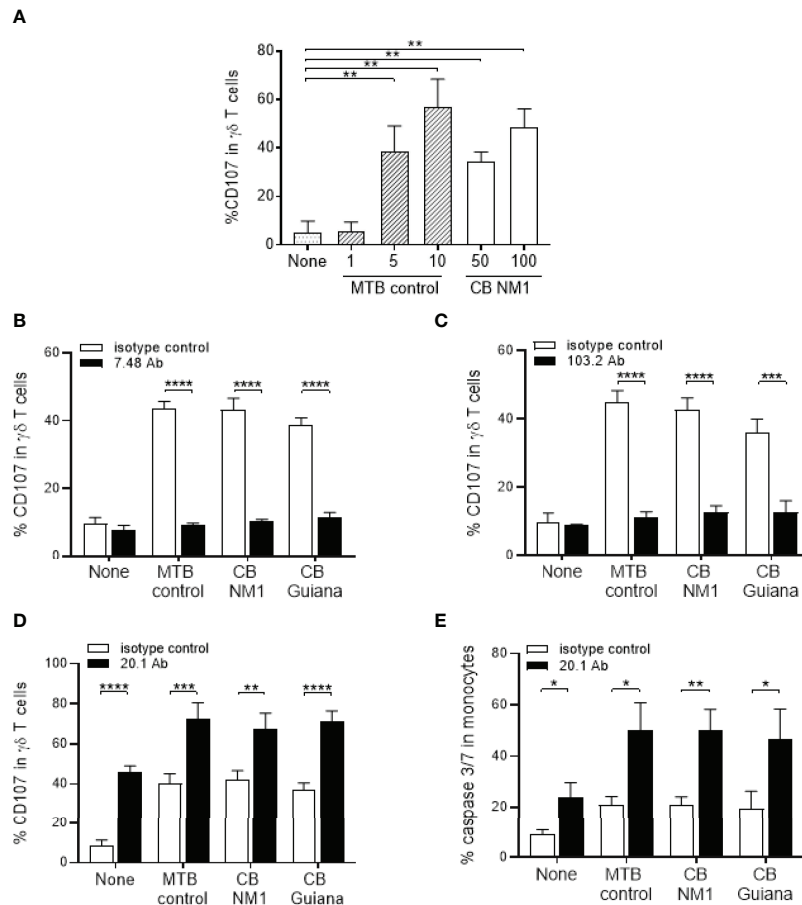 A
%CD107 in γδ T cells
80
60
40
20
0
** 
**
**
**
None 1 5 10 50 100
MTB control CB NM1
B
isotype control
7.48 Ab
% CD107 in γδ T cells
60
40
20
0
**** **** ****
None MTB control CB NM1 CB Guiana
C
isotype control
103.2 Ab
% CD107 in γδ T cells
60
40
20
0
**** **** ***
None MTB control CB NM1 CB Guiana
D
isotype control
20.1 Ab
% CD107 in γδ T cells
100
80
60
40
20
0
**** *** ** ****
None MTB control CB NM1 CB Guiana
E
isotype control
20.1 Ab
% caspase 3/7 in monocytes
80
60
40
20
0
* * ** *
None MTB control CB NM1 CB Guiana